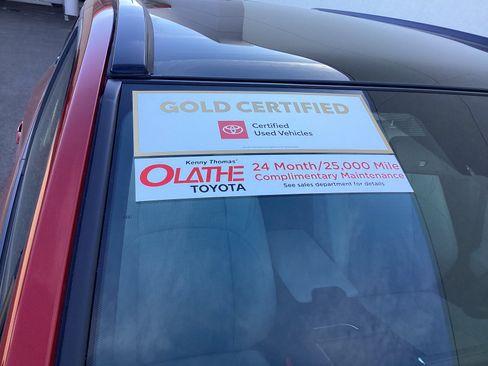 GOLD CERTIFIED
Certified
Used Vehicles
Kenny Thomas'
OLATHE
TOYOTA
24 Month/25,000 Mile
Complimentary Maintenance
See sales department for details